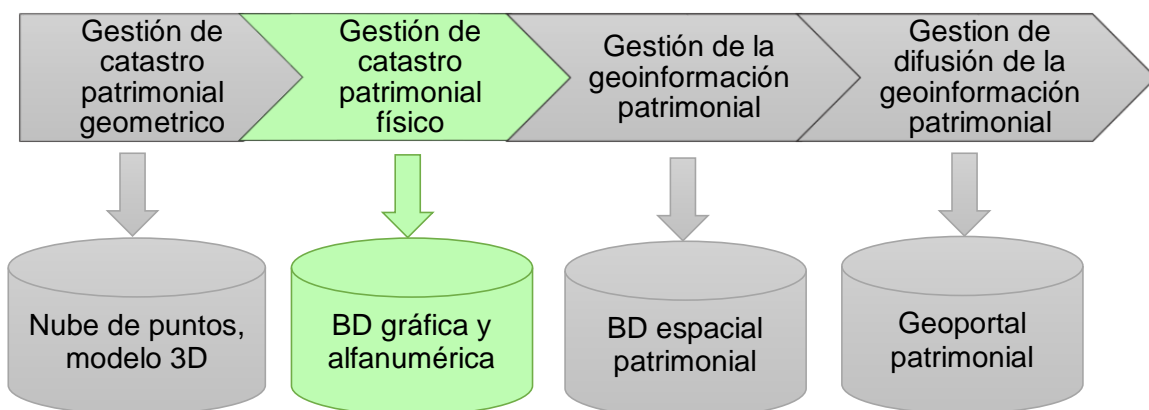 Gestión de
catastro
patrimonial
geometrico
Gestión de
catastro
patrimonial
físico
Gestión de la
geoinformación
patrimonial
Gestion de
difusión de la
geoinformación
patrimonial
Nube de puntos,
modelo 3D
BD gráfica y
alfanumérica
BD espacial
patrimonial
Geoportal
patrimonial